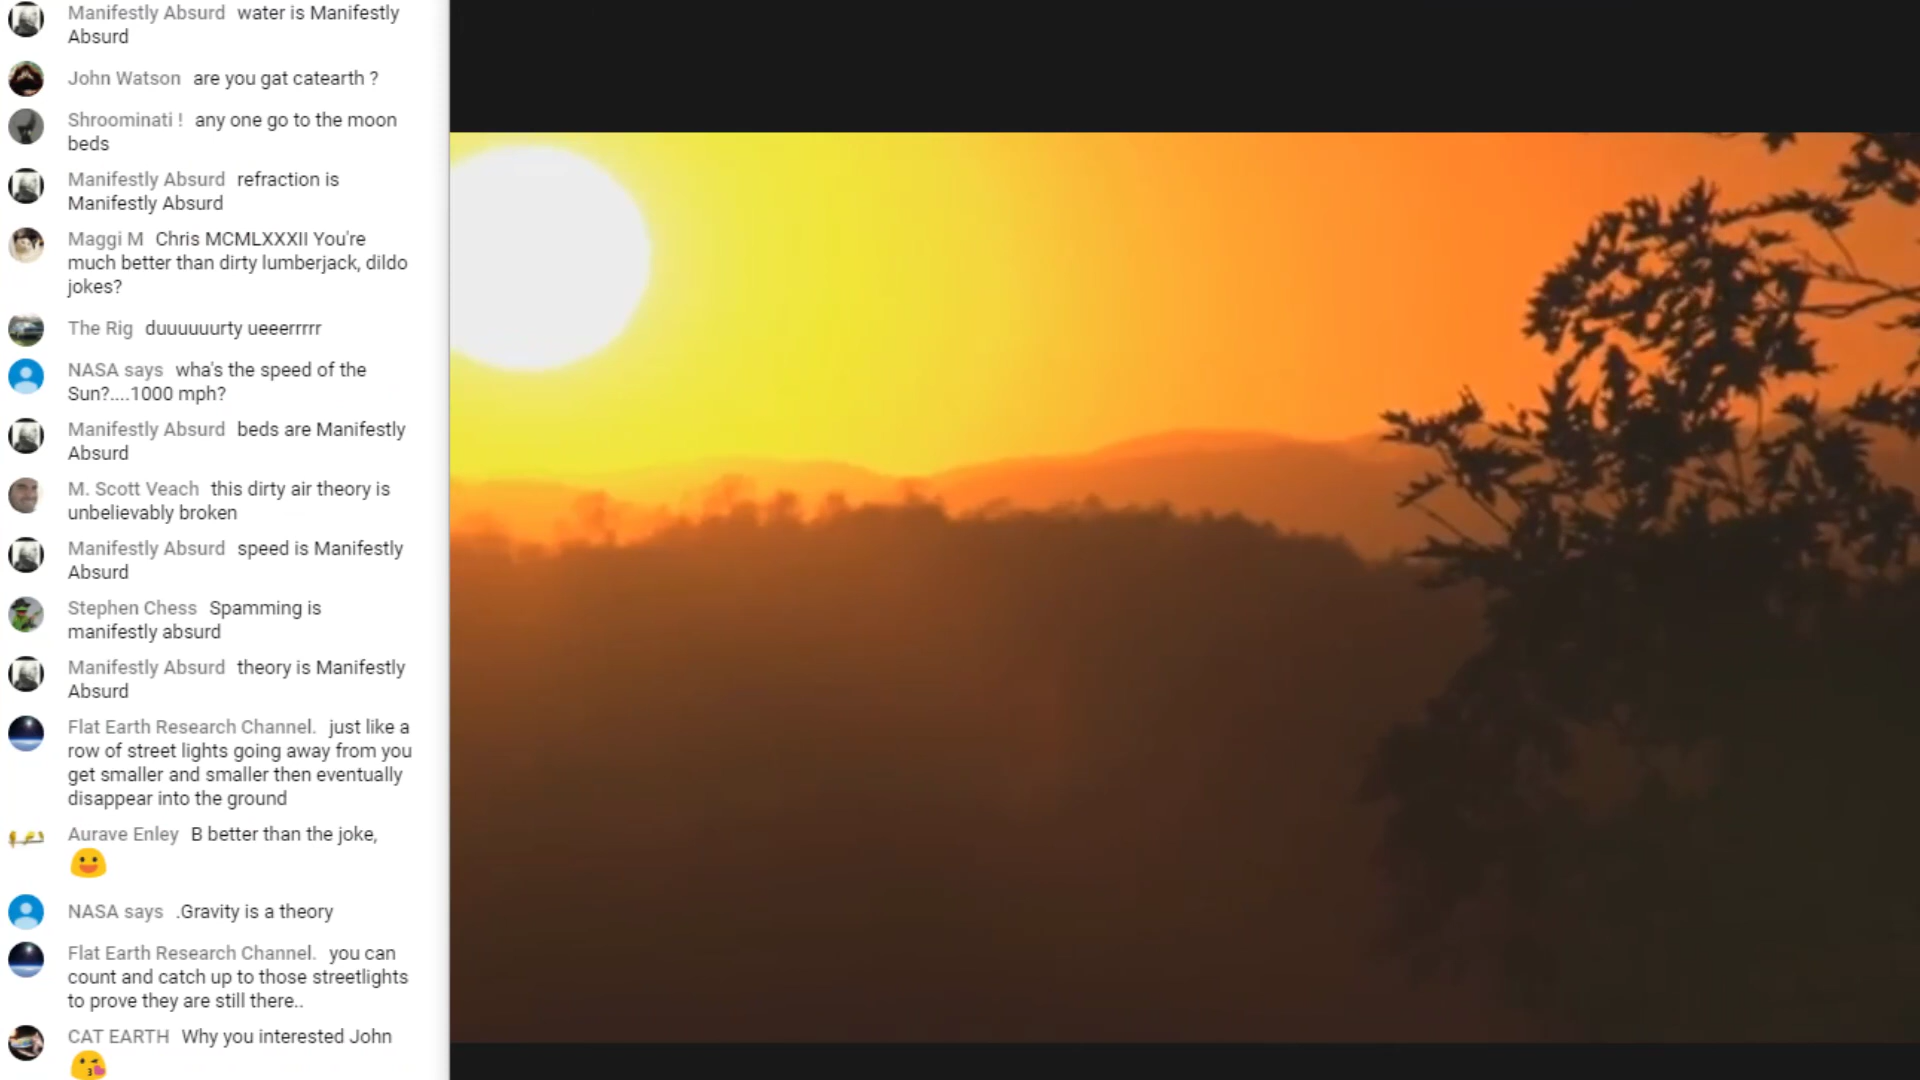 Manifestly Absurd water is Manifestly
Absurd
John Watson are you gat catearth ?
Shroominati ! any one go to the moon
beds
Manifestly Absurd refraction is
Manifestly Absurd
Maggi M Chris MCMLXXXII You're
much better than dirty lumberjack, dildo
jokes?
The Rig duuuuuurty ueeerrrrr
NASA says wha's the speed of the
Sun?....1000 mph?
Manifestly Absurd beds are Manifestly
Absurd
M. Scott Veach this dirty air theory is
unbelievably broken
Manifestly Absurd speed is Manifestly
Absurd
Stephen Chess Spamming is
manifestly absurd
Manifestly Absurd theory is Manifestly
Absurd
Flat Earth Research Channel. just like a
row of street lights going away from you
get smaller and smaller then eventually
disappear into the ground
Aurave Enley B better than the joke,
NASA says .Gravity is a theory
Flat Earth Research Channel. you can
count and catch up to those streetlights
to prove they are still there..
CAT EARTH Why you interested John